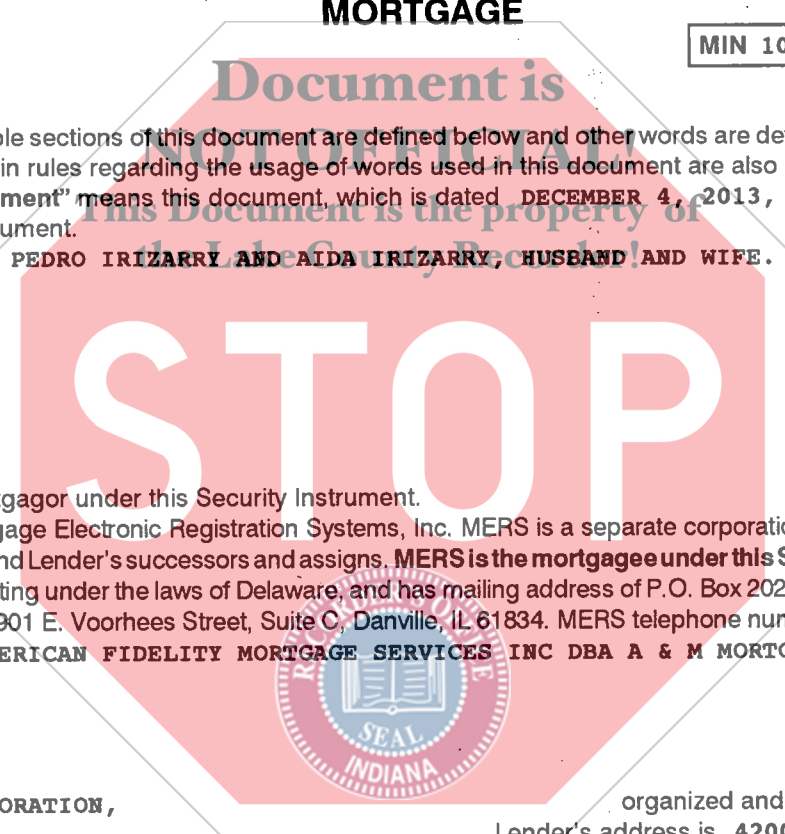 MORTGAGE
MIN 10
Document is
ble sections of this document are defined below and other words are de
NOT OFFICIAL
in rules regarding the usage of words used in this document are also
ment” means this document, which is dated DECEMBER 4, 2013,
This Document is the property of
ument.
the Lake County Recorder!
PEDRO IRIZARRY AND AIDA IRIZARRY, HUSBAND AND WIFE.
STOP
tgagor under this Security Instrument.
gage Electronic Registration Systems, Inc. MERS is a separate corporati
nd Lender's successors and assigns. MERS is the mortgagee under this S
ting under the laws of Delaware, and has mailing address of P.O. Box 202
901 E. Voorhees Street, Suite C, Danville, IL 61834. MERS telephone num
ERICAN FIDELITY MORTGAGE SERVICES INC DBA A & M MORTG
RECORDER'S OFFICE
SEAL
INDIANA
ORATION,
organized and
Lender's address is 4200